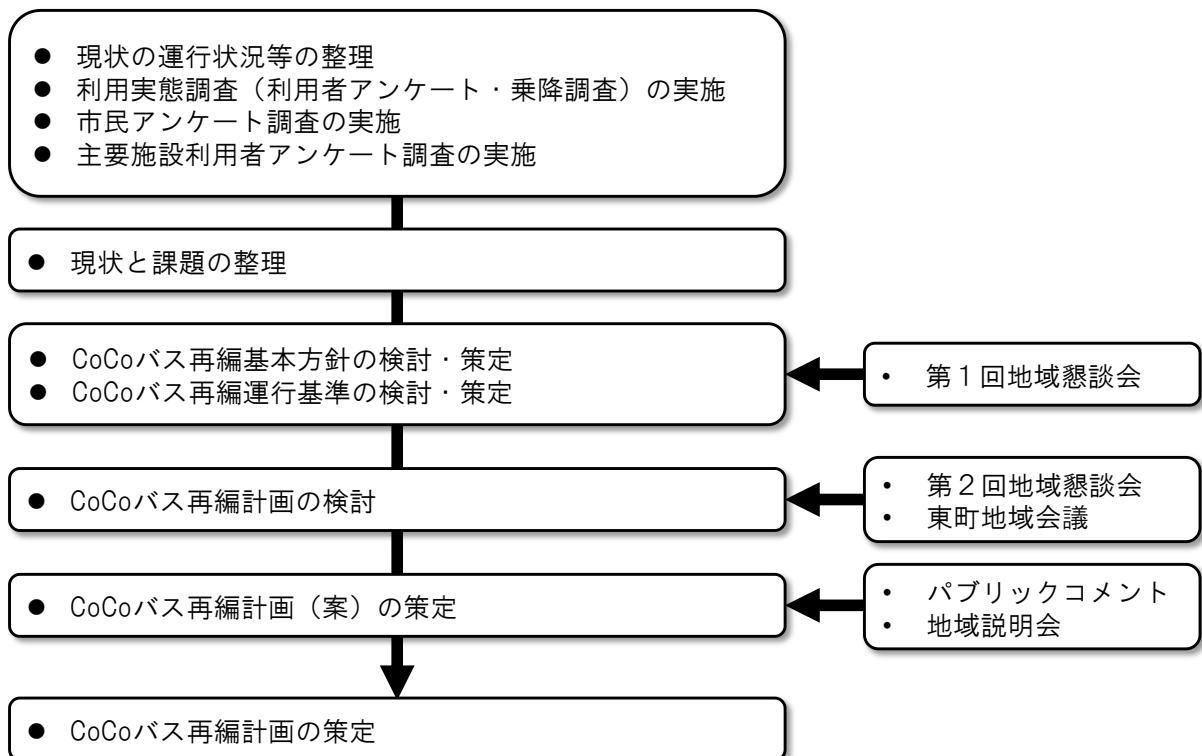 ● 現状の運行状況等の整理
● 利用実態調査（利用者アンケート・乗降調査）の実施
● 市民アンケート調査の実施
● 主要施設利用者アンケート調査の実施
● 現状と課題の整理
● CoCoバス再編基本方針の検討・策定
● CoCoバス再編運行基準の検討・策定
• 第１回地域懇談会
● CoCoバス再編計画の検討
• 第２回地域懇談会
• 東町地域会議
● CoCoバス再編計画（案）の策定
• パブリックコメント
• 地域説明会
● CoCoバス再編計画の策定